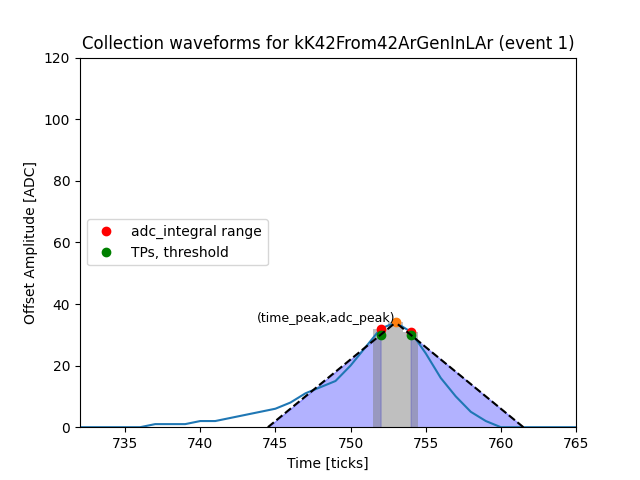 Collection waveforms for kK42From42ArGenInLAr (event 1)
Offset Amplitude [ADC]
120
100
80
60
40
20
0
adc_integral range
TPs, threshold
(time_peak,adc_peak)
735 740 745 750 755 760 765
Time [ticks]